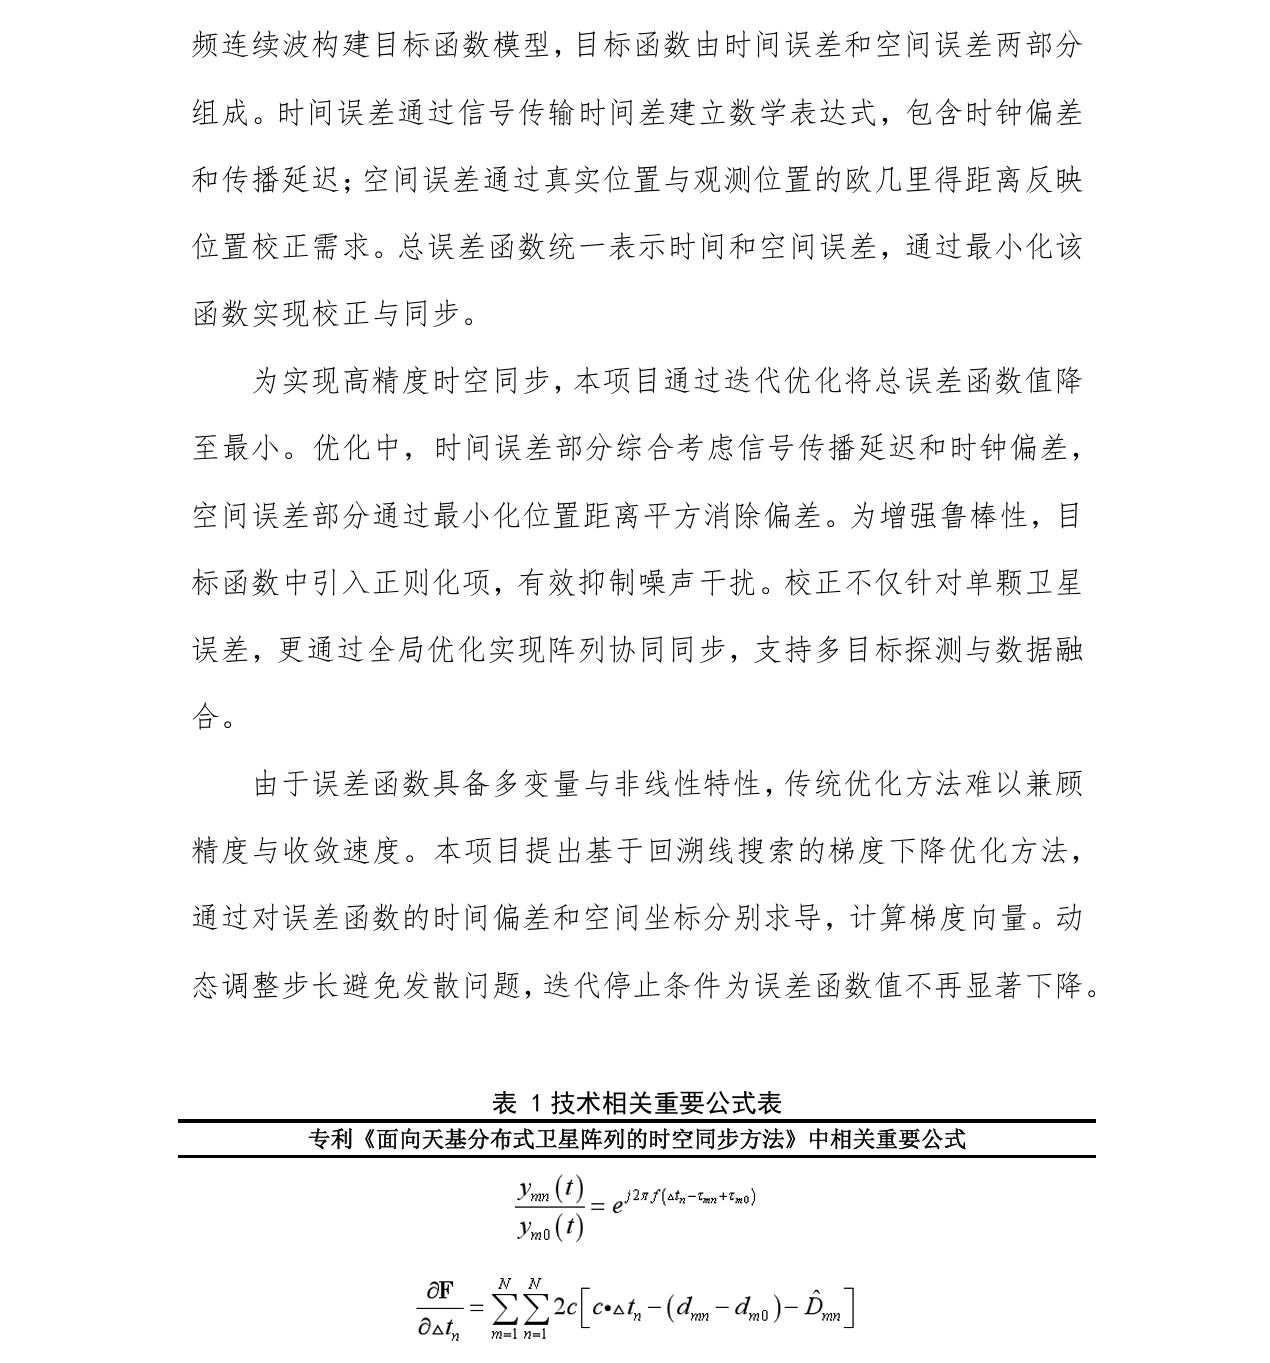 频连续波构建目标函数模型，目标函数由时间误差和空间误差两部分
组成。时间误差通过信号传输时间差建立数学表达式，包含时钟偏差
和传播延迟；空间误差通过真实位置与观测位置的欧几里得距离反映
位置校正需求。总误差函数统一表示时间和空间误差，通过最小化该
函数实现校正与同步。
为实现高精度时空同步，本项目通过迭代优化将总误差函数值降
至最小。优化中，时间误差部分综合考虑信号传播延迟和时钟偏差，
空间误差部分通过最小化位置距离平方消除偏差。为增强鲁棒性，目
标函数中引入正则化项，有效抑制噪声干扰。校正不仅针对单颗卫星
误差，更通过全局优化实现阵列协同同步，支持多目标探测与数据融
合。
由于误差函数具备多变量与非线性特性，传统优化方法难以兼顾
精度与收敛速度。本项目提出基于回溯线搜索的梯度下降优化方法，
通过对误差函数的时间偏差和空间坐标分别求导，计算梯度向量。动
态调整步长避免发散问题，迭代停止条件为误差函数值不再显著下降。
表 1 技术相关重要公式表
专利《面向天基分布式卫星阵列的时空同步方法》中相关重要公式
\frac{y_{mn}(t)}{y_{m0}(t)} = e^{j2πf(△t_n−τ_{mn}+τ_{m0})}
\frac{∂\mathbf{F}}{∂△t_n} = \sum_{m=1}^{N}\sum_{n=1}^{N} 2c[c•△t_n−(d_{mn}−d_{m0})−\hat{D}_{mn}]